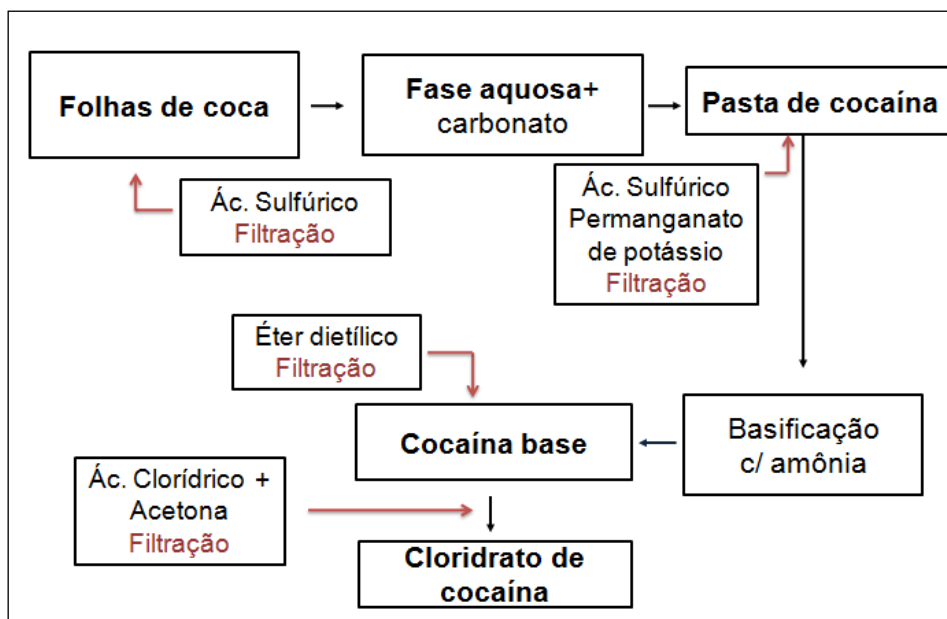 Folhas de coca
Fase aquosa+
carbonato
Pasta de cocaína
Ác. Sulfúrico
Filtração
Ác. Sulfúrico
Permanganato
de potássio
Filtração
Éter dietílico
Filtração
Cocaína base
Basificação
c/ amônia
Ác. Clorídrico +
Acetona
Filtração
Cloridrato de
cocaína